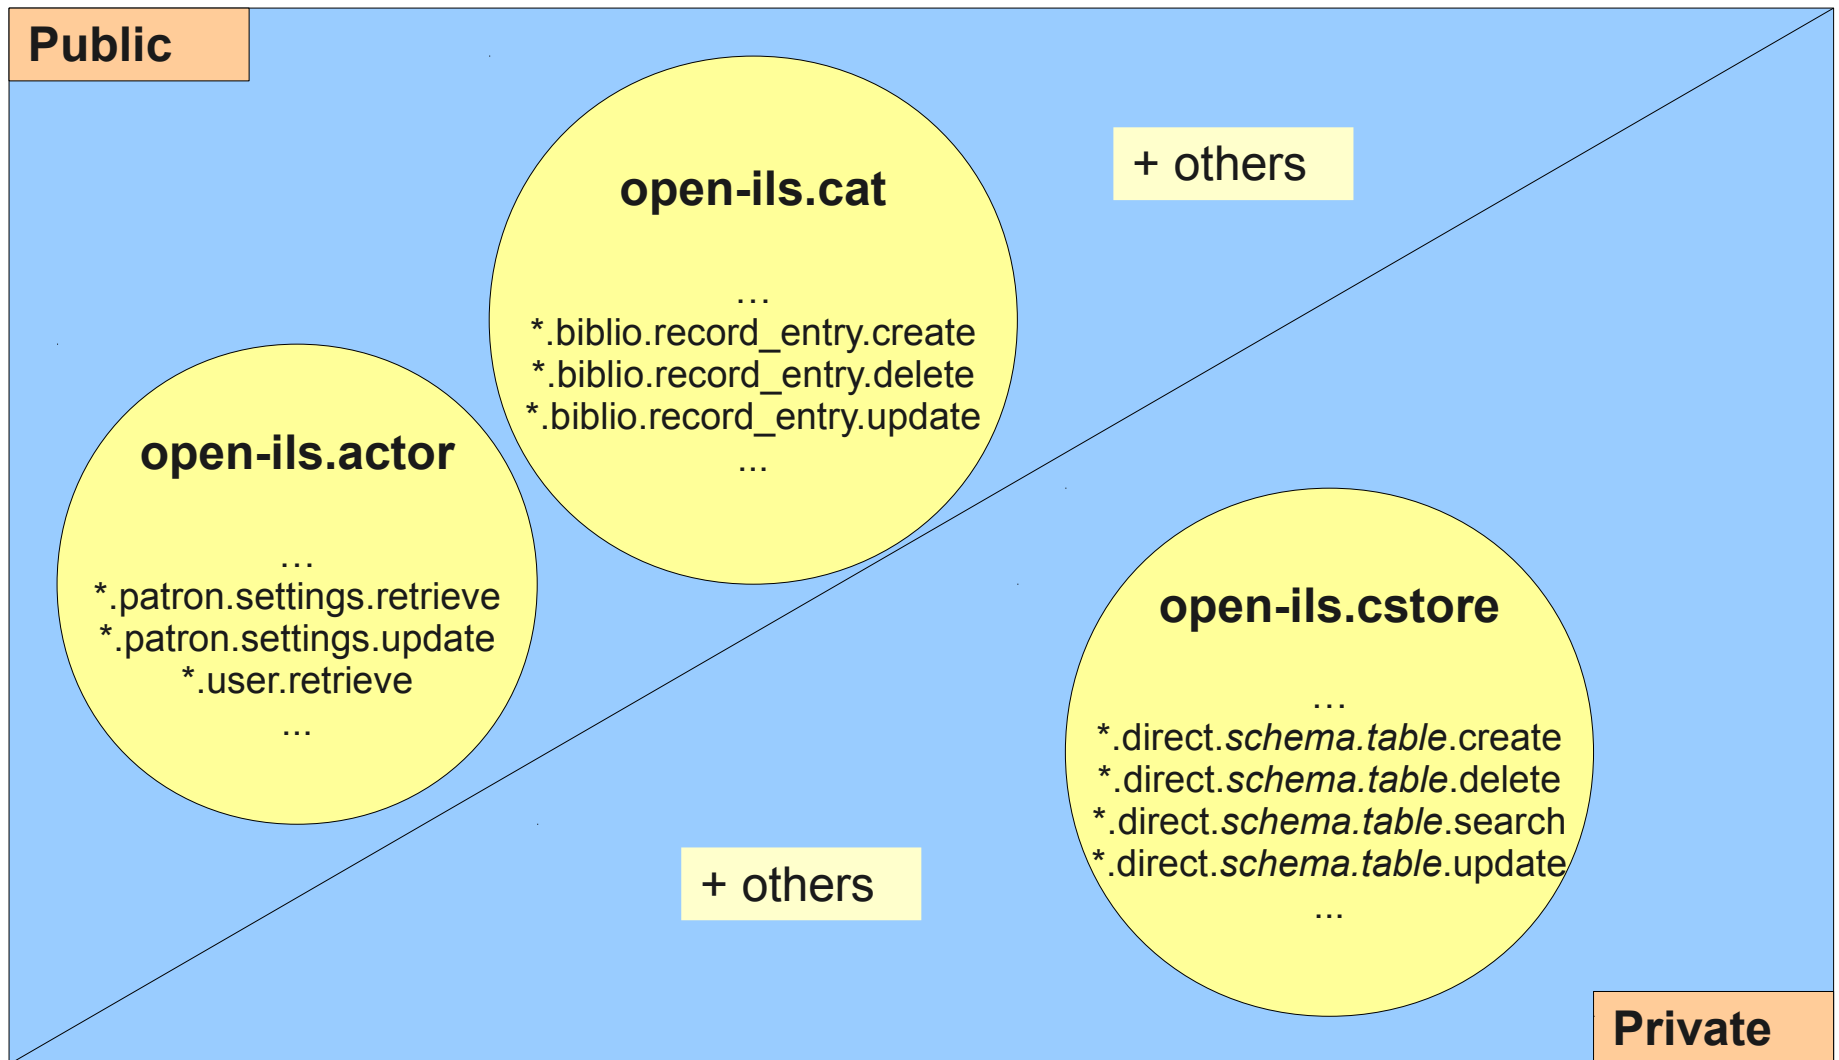 Public
open-ils.cat
…
*.biblio.record_entry.create
*.biblio.record_entry.delete
*.biblio.record_entry.update
...
+ others
open-ils.actor
…
*.patron.settings.retrieve
*.patron.settings.update
*.user.retrieve
...
open-ils.cstore
…
*.direct.schema.table.create
*.direct.schema.table.delete
*.direct.schema.table.search
*.direct.schema.table.update
...
+ others
Private